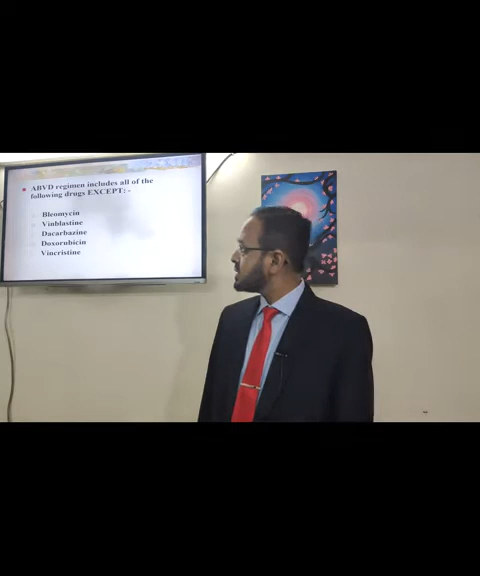 ABVD regimen includes all of the
following drugs EXCEPT: -
Bleomycin
Vinblastine
Dacarbazine
Doxorubicin
Vincristine